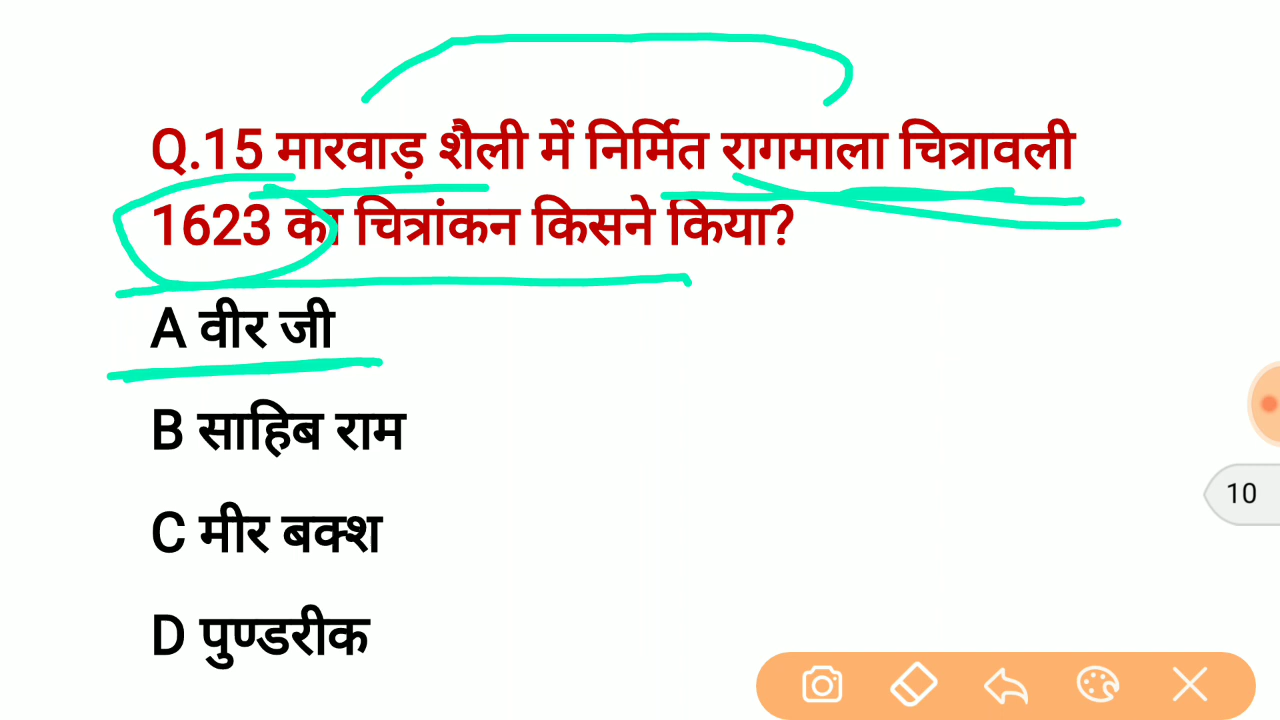 Q.15 मारवाड़ शैली में निर्मित रागमाला चित्रावली
1623 का चित्रांकन किसने किया?
A वीर जी
B साहिब राम
C मीर बक्श
D पुण्डरीक
10